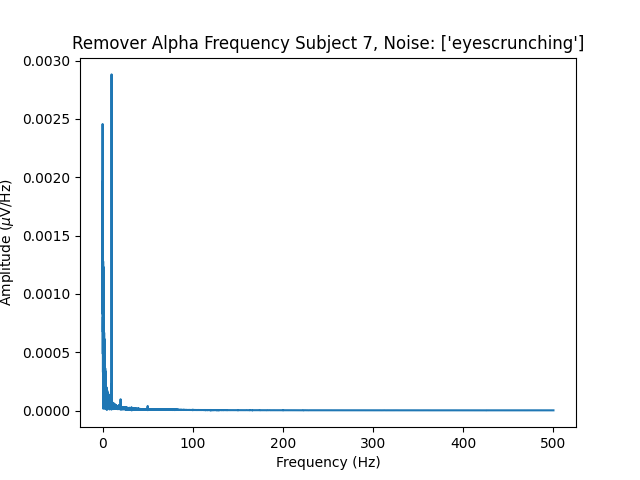 Remover Alpha Frequency Subject 7, Noise: ['eyescrunching']
0.0030
0.0025
0.0020
0.0015
0.0010
0.0005
0.0000
Amplitude (μV/Hz)
0 100 200 300 400 500
Frequency (Hz)